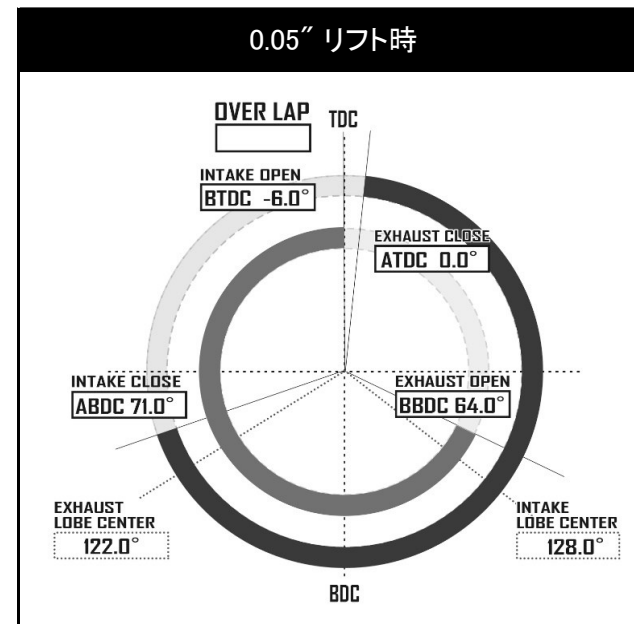 0.05″ リフト時
OVER LAP
TDC
INTAKE OPEN
BTDC -6.0°
EXHAUST CLOSE
ATDC 0.0°
INTAKE CLOSE
ABDC 71.0°
EXHAUST OPEN
BBDC 64.0°
EXHAUST
LOBE CENTER
122.0°
INTAKE
LOBE CENTER
128.0°
BDC